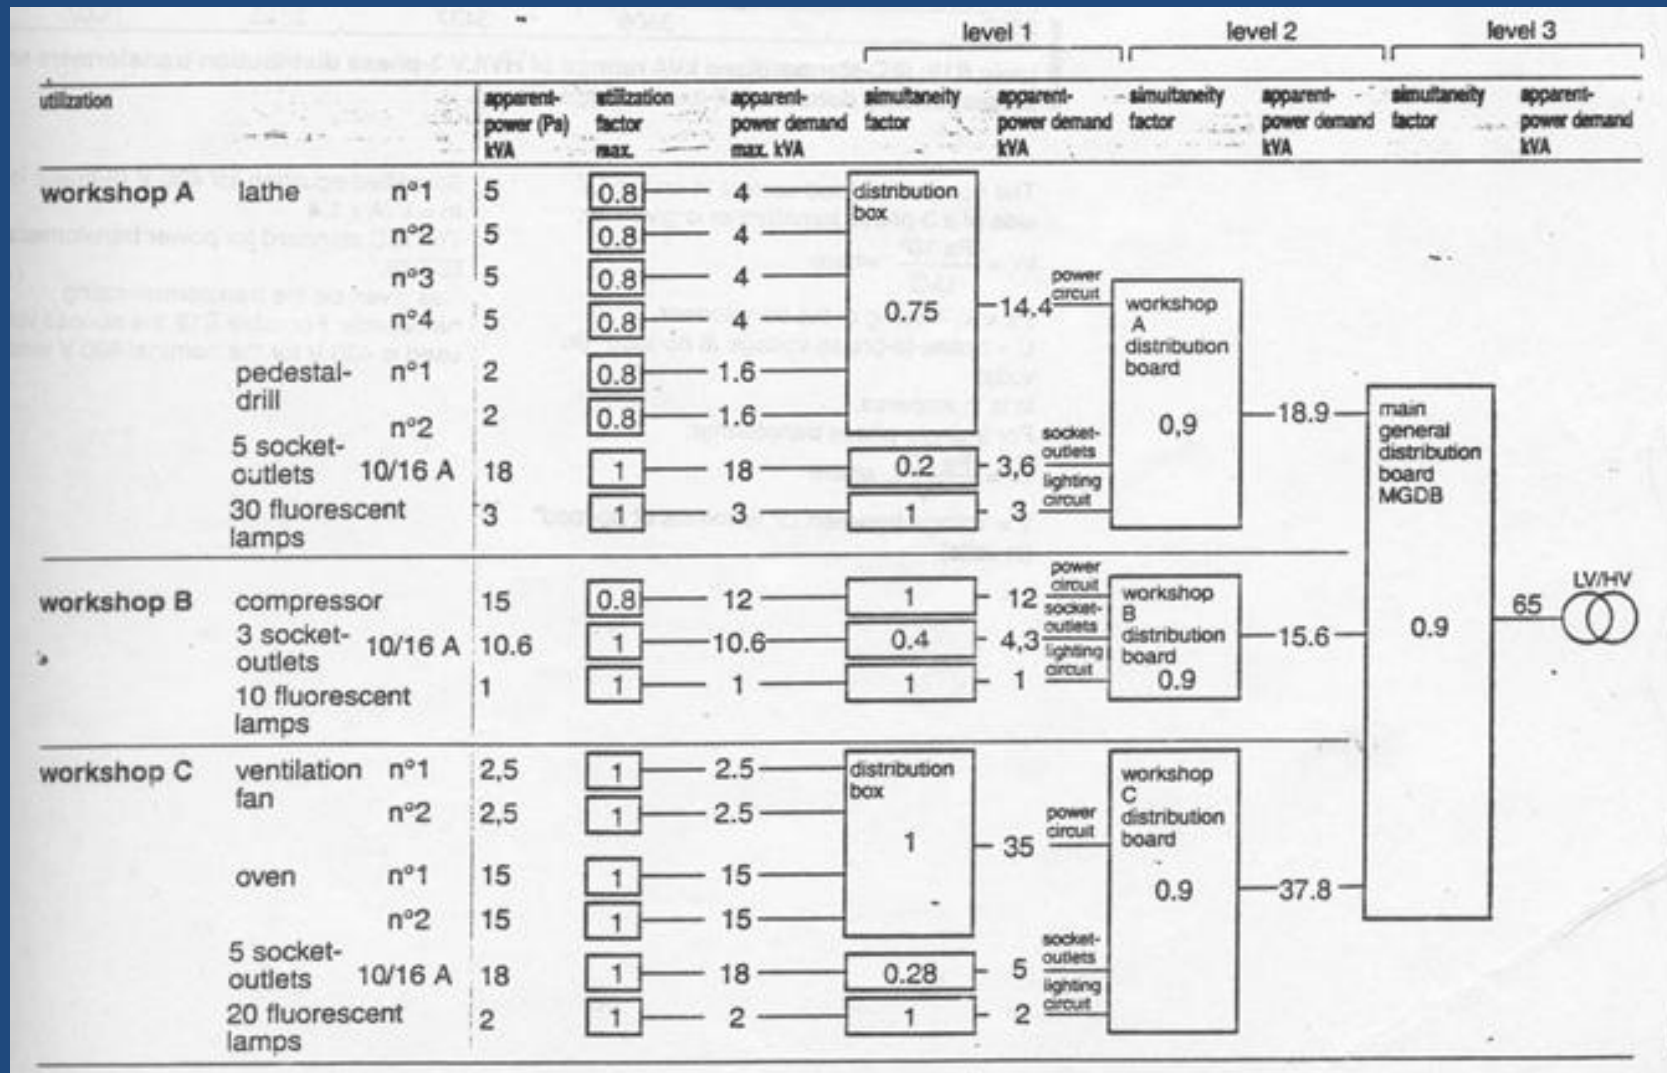 level 1 level 2 level 3
utilization apparent- utilization apparent- simultaneity apparent- simultaneity apparent- simultaneity apparent-
power (Pa) factor power demand factor power demand factor power demand factor power demand
kVA max. max. kVA kVA kVA kVA
workshop A lathe n°1 5 0.8 4 distribution
box
n°2 5 0.8 4
n°3 5 0.8 4
power
circuit
0.75 14.4
n°4 5 0.8 4
workshop
A
distribution
board
pedestal- n°1 2 0.8 1.6
drill
n°2 2 0.8 1.6
0,9 18.9
main
general
distribution
board
MGDB
5 socket-
outlets 10/16 A 18 1 18 0.2 3,6
socket-
outlets
lighting
circuit
30 fluorescent 3 1 3 1 3
lamps
workshop B compressor 15 0.8 12 1 12
power
circuit
workshop
B
distribution
board
0.9 15.6
3 socket- 10/16 A 10.6 1 10.6 0.4 4,3
outlets
socket-
outlets
lighting
circuit
10 fluorescent 1 1 1 1 1
lamps
0.9 65 LV/HV
workshop C ventilation n°1 2,5 1 2.5 distribution
fan box
n°2 2,5 1 2.5
1 35
power
circuit
workshop
C
distribution
board
oven n°1 15 1 15
0.9 37.8
n°2 15 1 15
5 socket-
outlets 10/16 A 18 1 18 0.28 5
socket-
outlets
lighting
circuit
20 fluorescent 2 1 2 1 2
lamps